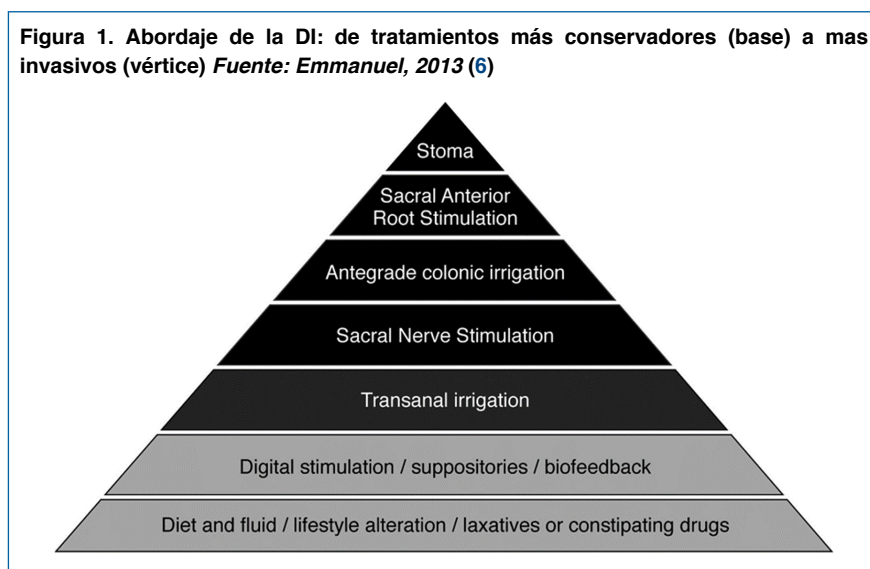 Figura 1. Abordaje de la DI: de tratamientos más conservadores (base) a mas
invasivos (vértice) Fuente: Emmanuel, 2013 (6)
Stoma
Sacral Anterior
Root Stimulation
Antegrade colonic irrigation
Sacral Nerve Stimulation
Transanal irrigation
Digital stimulation / suppositories / biofeedback
Diet and fluid / lifestyle alteration / laxatives or constipating drugs